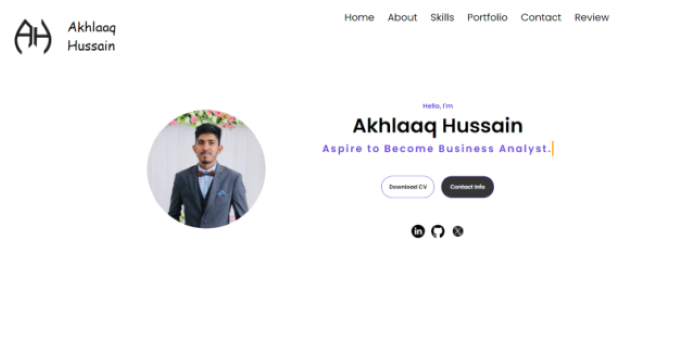 Akhlaaq
Hussain
Home About Skills Portfolio Contact Review
Hello, I'm
Akhlaaq Hussain
Aspire to Become Business Analyst.
Download CV Contact Info